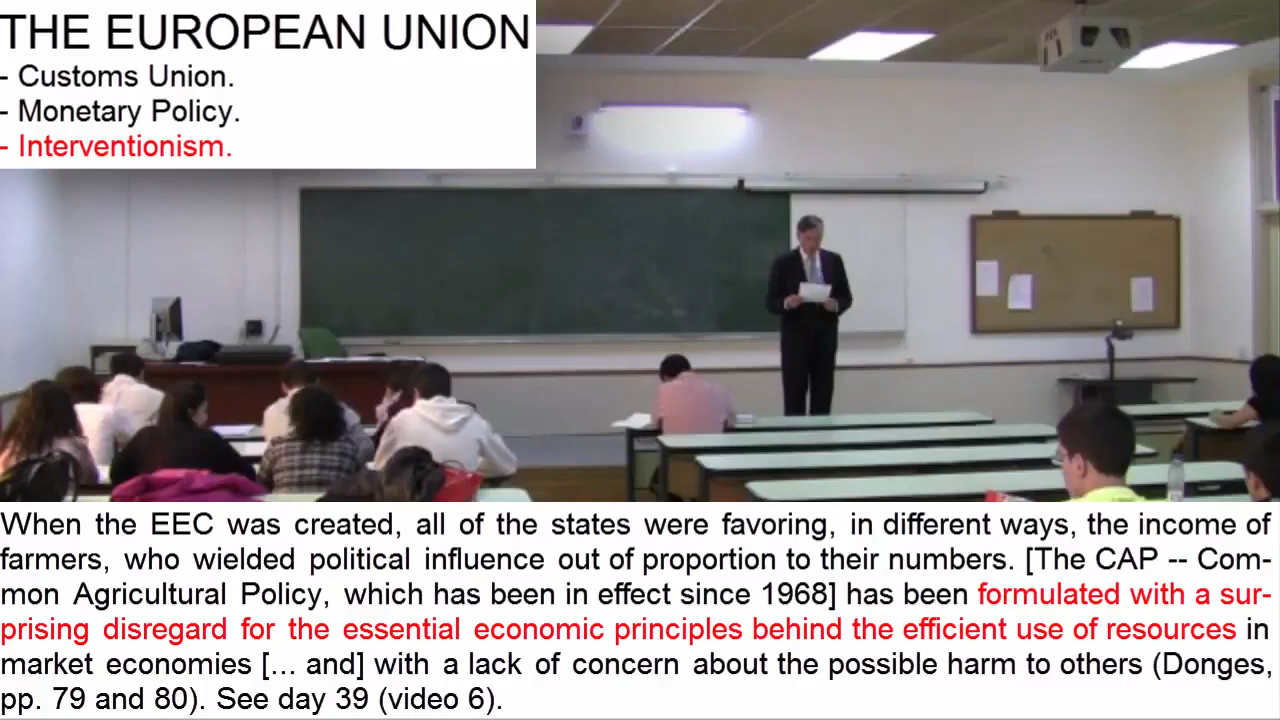 THE EUROPEAN UNION
- Customs Union.
- Monetary Policy.
- Interventionism.
When the EEC was created, all of the states were favoring, in different ways, the income of
farmers, who wielded political influence out of proportion to their numbers. [The CAP -- Com-
mon Agricultural Policy, which has been in effect since 1968] has been formulated with a sur-
prising disregard for the essential economic principles behind the efficient use of resources in
market economies [... and] with a lack of concern about the possible harm to others (Donges,
pp. 79 and 80). See day 39 (video 6).